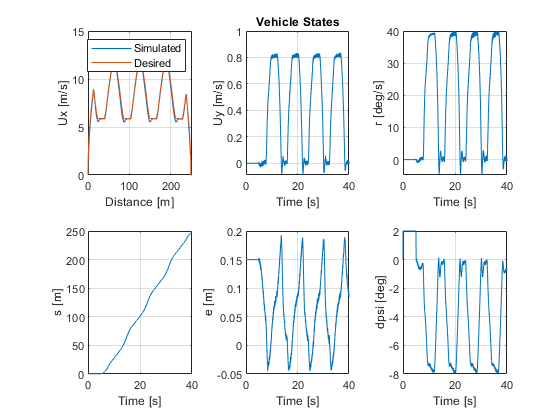 Vehicle States
15
10
5
0
Ux [m/s]
Simulated
Desired
0 100 200
Distance [m]
1
0.8
0.6
0.4
0.2
0
Uy [m/s]
0 20 40
Time [s]
40
30
20
10
0
r [deg/s]
0 20 40
Time [s]
250
200
150
100
50
0
s [m]
0 20 40
Time [s]
0.2
0.15
0.1
0.05
0
-0.05
e [m]
0 20 40
Time [s]
2
0
-2
-4
-6
-8
dpsi [deg]
0 20 40
Time [s]